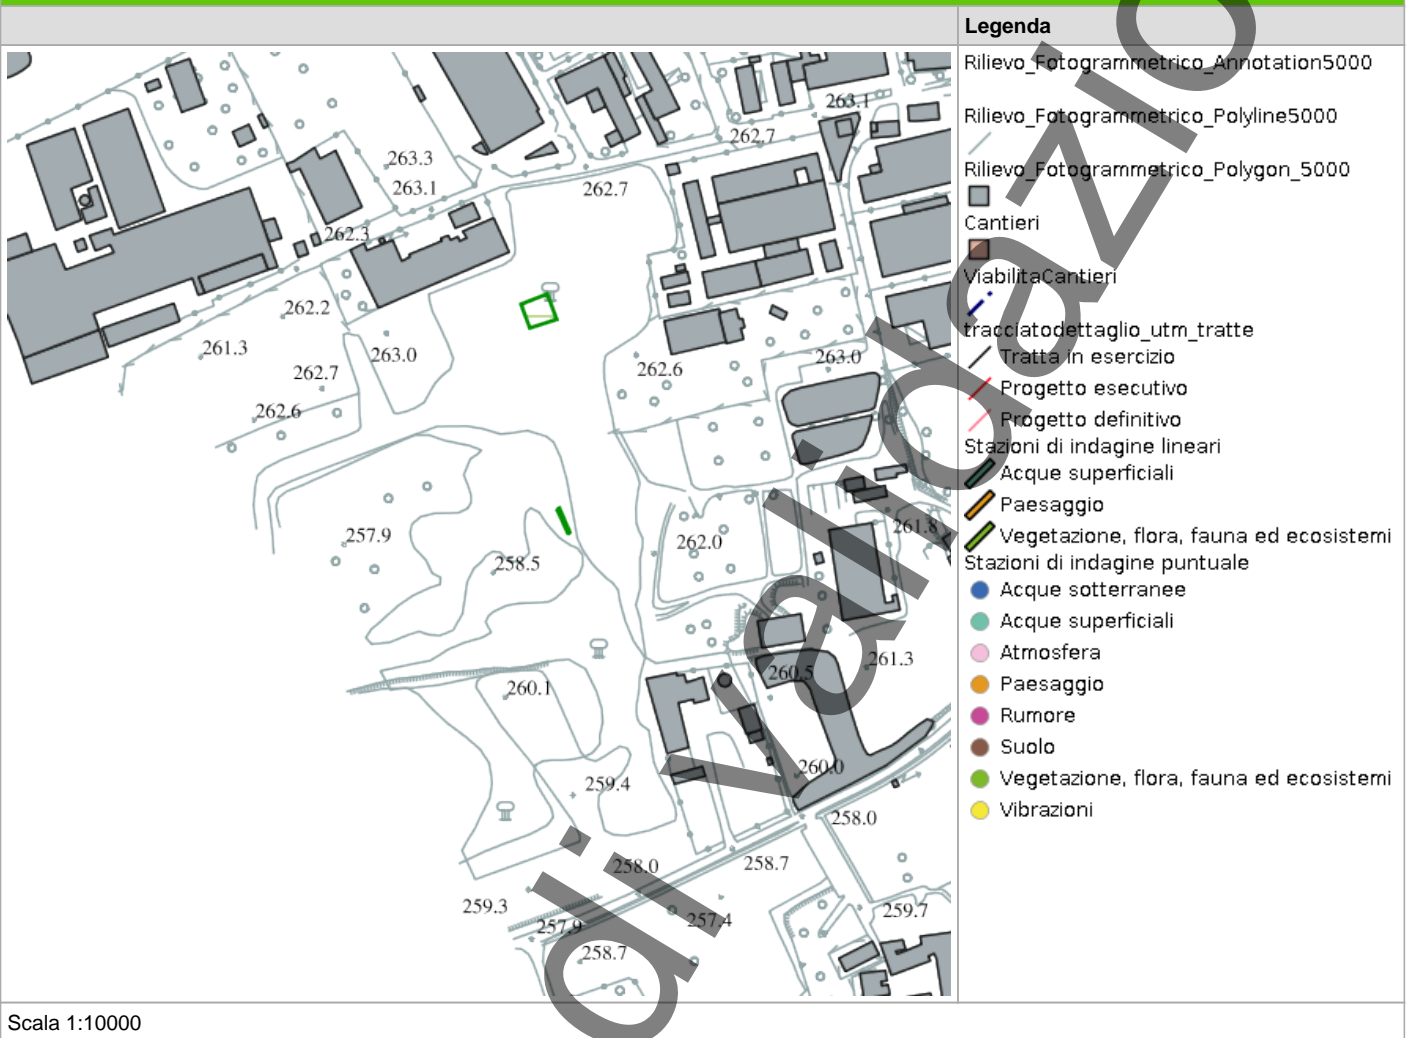 Legenda
Rilievo_Fotogrammetrico_Annotation5000
Rilievo_Fotogrammetrico_Polyline5000
Rilievo_Fotogrammetrico_Polygon_5000
Cantieri
ViabilitaCantieri
tracciatodettaglio_utm_tratte
Tratta in esercizio
Progetto esecutivo
Progetto definitivo
Stazioni di indagine lineari
Acque superficiali
Paesaggio
Vegetazione, flora, fauna ed ecosistemi
Stazioni di indagine puntuale
Acque sotterranee
Acque superficiali
Atmosfera
Paesaggio
Rumore
Suolo
Vegetazione, flora, fauna ed ecosistemi
Vibrazioni
263.1
262.7
263.3
263.1
262.7
262.3
262.2
261.3
263.0
262.7
262.6
263.0
262.6
257.9
258.5
262.0
261.8
260.1
260.5
261.3
259.4
260.0
258.0
258.0
258.7
259.3
257.9
257.4
259.7
258.7
di validazio
Scala 1:10000